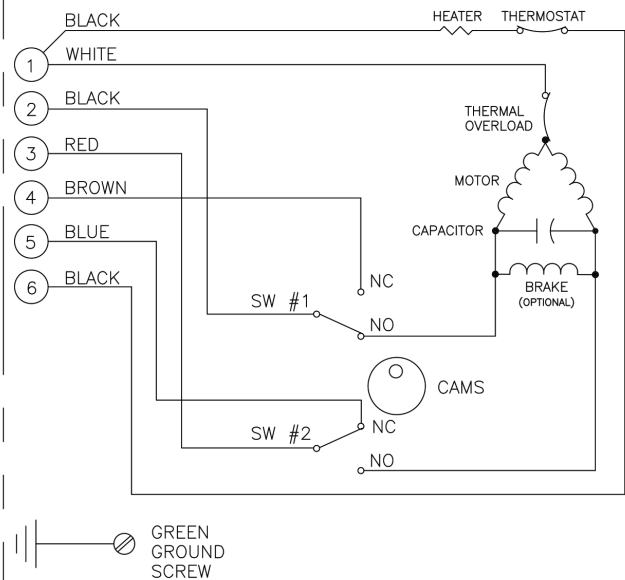 BLACK
HEATER
THERMOSTAT
1
WHITE
2
BLACK
THERMAL
OVERLOAD
3
RED
MOTOR
4
BROWN
CAPACITOR
5
BLUE
6
BLACK
NC
BRAKE
(OPTIONAL)
SW #1
NO
CAMS
NC
SW #2
NO
GREEN
GROUND
SCREW